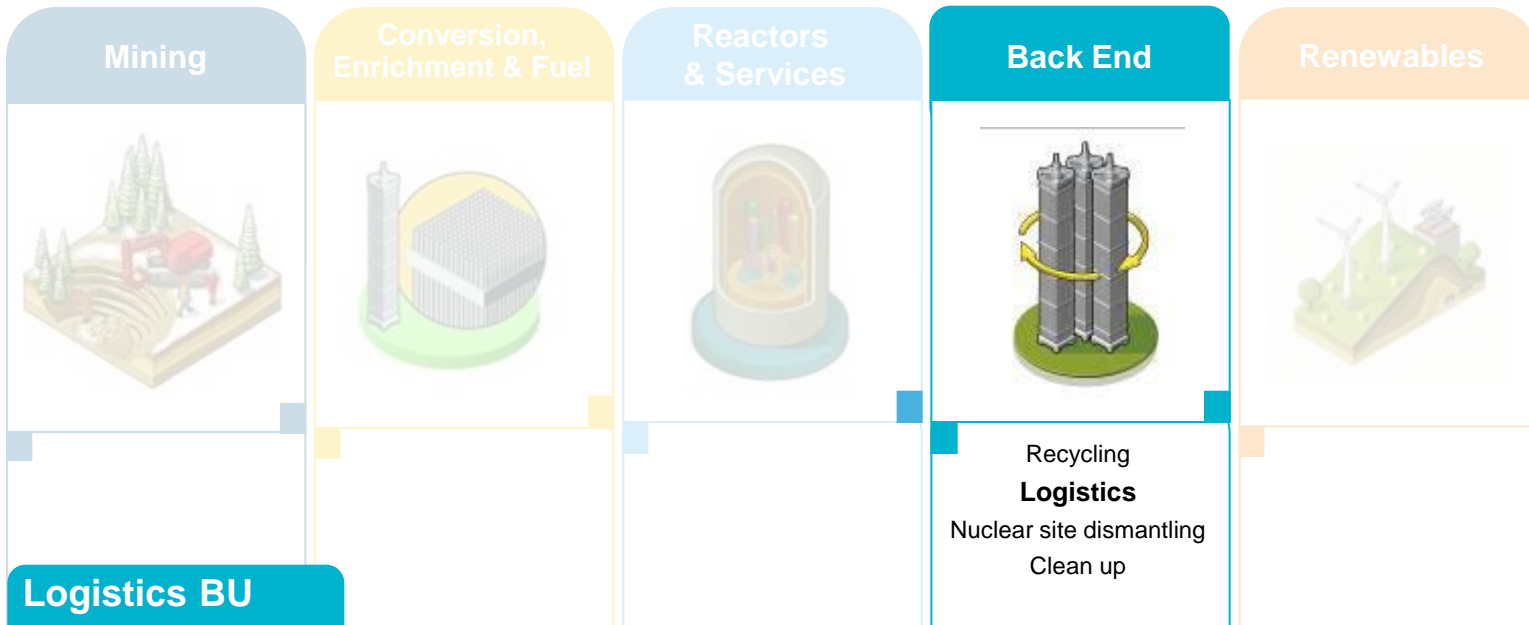 Mining
Conversion,
Enrichment & Fuel
Reactors
& Services
Back End
Renewables
Recycling
Logistics
Nuclear site dismantling
Clean up
Logistics BU